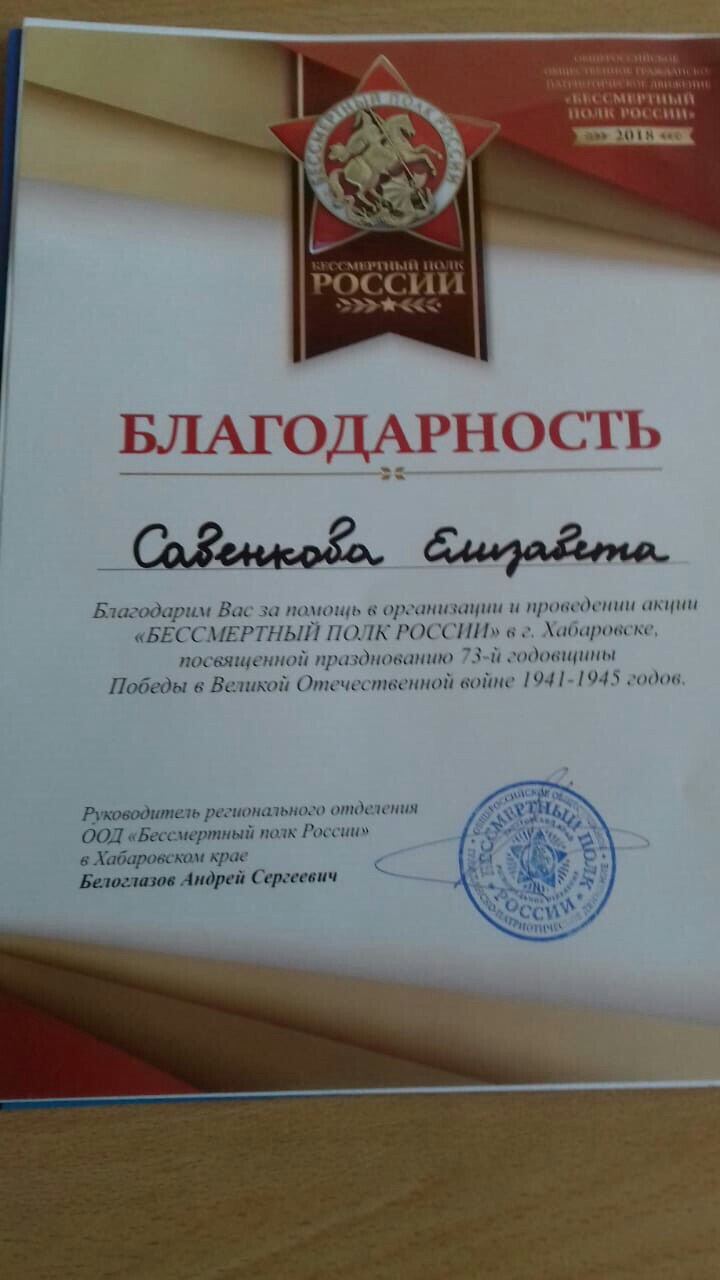 ОБЩЕРОССИЙСКОЕ
ОБЩЕСТВЕННОЕ ГРАЖДАНСКО-
ПАТРИОТИЧЕСКОЕ ДВИЖЕНИЕ
«БЕССМЕРТНЫЙ
ПОЛК РОССИИ»
2018
БЕССМЕРТНЫЙ ПОЛК РОССИИ
БЕССМЕРТНЫЙ ПОЛК
РОССИИ
БЛАГОДАРНОСТЬ
Савенкова Елизавета
Благодарим Вас за помощь в организации и проведении акции
«БЕССМЕРТНЫЙ ПОЛК РОССИИ» в г. Хабаровске,
посвященной празднованию 73-й годовщины
Победы в Великой Отечественной войне 1941-1945 годов.
Руководитель регионального отделения
ООД «Бессмертный полк России»
в Хабаровском крае
Белоглазов Андрей Сергеевич
БЕССМЕРТНЫЙ ПОЛК
РОССИИ